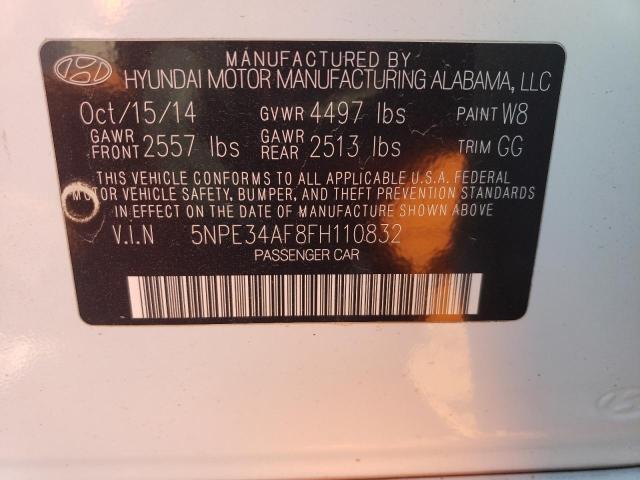 MANUFACTURED BY
HYUNDAI MOTOR MANUFACTURING ALABAMA, LLC
Oct/15/14 GVWR 4497 lbs PAINT W8
GAWR FRONT 2557 lbs GAWR REAR 2513 lbs TRIM GG
THIS VEHICLE CONFORMS TO ALL APPLICABLE U.S.A. FEDERAL
MOTOR VEHICLE SAFETY, BUMPER, AND THEFT PREVENTION STANDARDS
IN EFFECT ON THE DATE OF MANUFACTURE SHOWN ABOVE.
V.I.N 5NPE34AF8FH110832
PASSENGER CAR